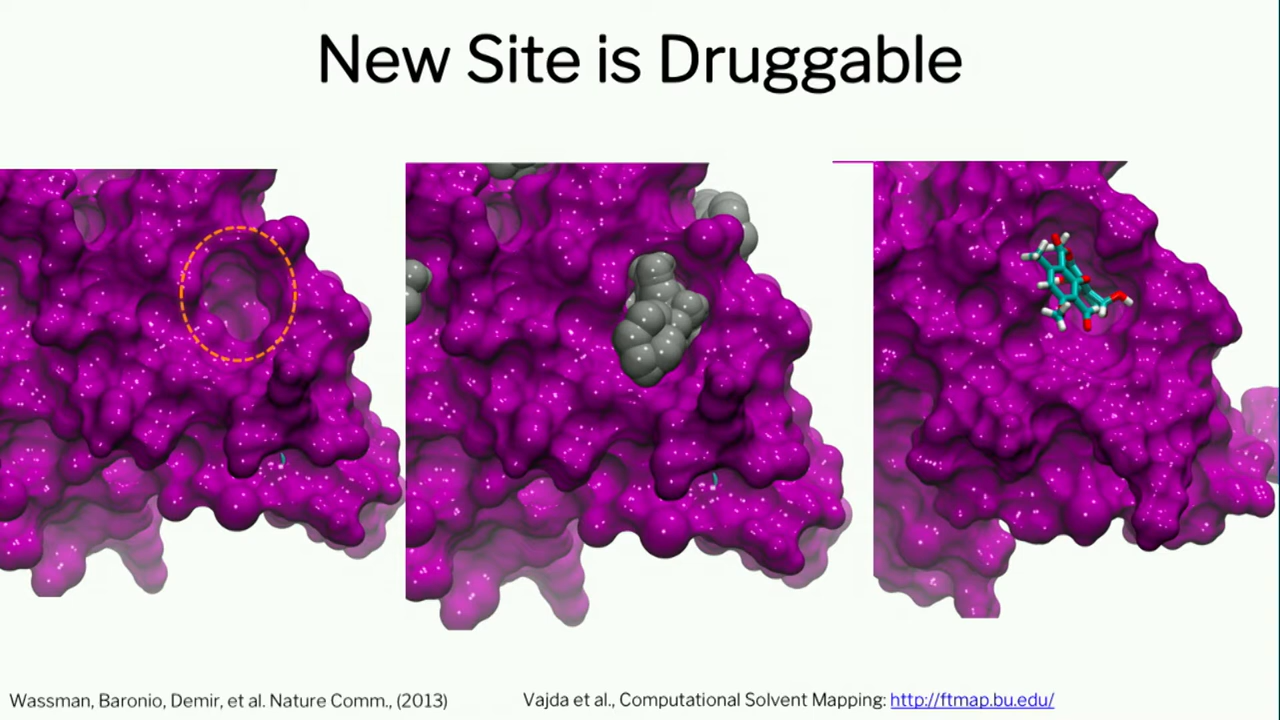 New Site is Druggable
Wassman, Baronio, Demir, et al. Nature Comm., (2013)
Vajda et al., Computational Solvent Mapping: http://ftmap.bu.edu/